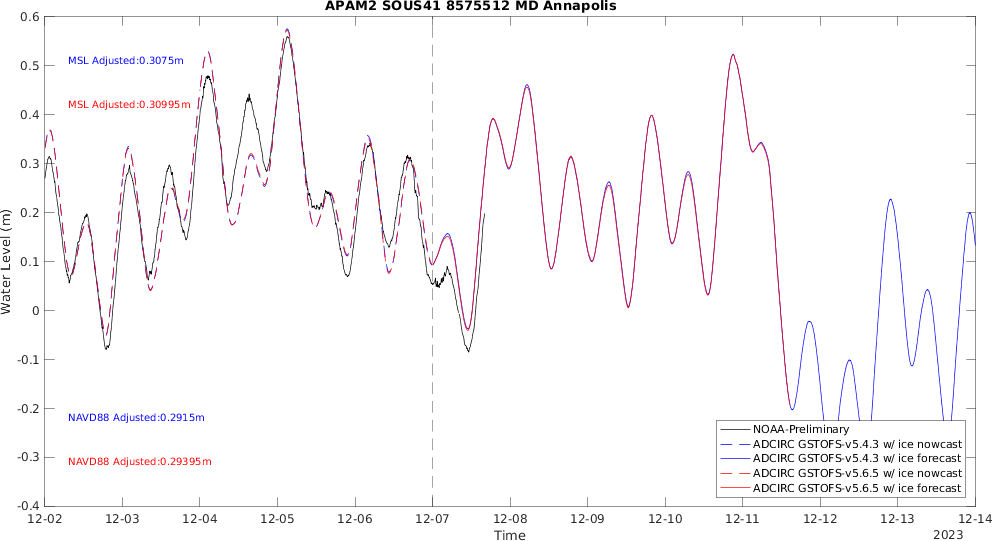 APAM2 SOUS41 8575512 MD Annapolis
0.6
0.5
0.4
0.3
0.2
0.1
0
-0.1
-0.2
-0.3
-0.4
Water Level (m)
MSL Adjusted:0.3075m
MSL Adjusted:0.30995m
NAVD88 Adjusted:0.2915m
NAVD88 Adjusted:0.29395m
NOAA-Preliminary
ADCIRC GSTOFS-v5.4.3 w/ ice nowcast
ADCIRC GSTOFS-v5.4.3 w/ ice forecast
ADCIRC GSTOFS-v5.6.5 w/ ice nowcast
ADCIRC GSTOFS-v5.6.5 w/ ice forecast
12-02 12-03 12-04 12-05 12-06 12-07 12-08 12-09 12-10 12-11 12-12 12-13 12-14
Time
2023